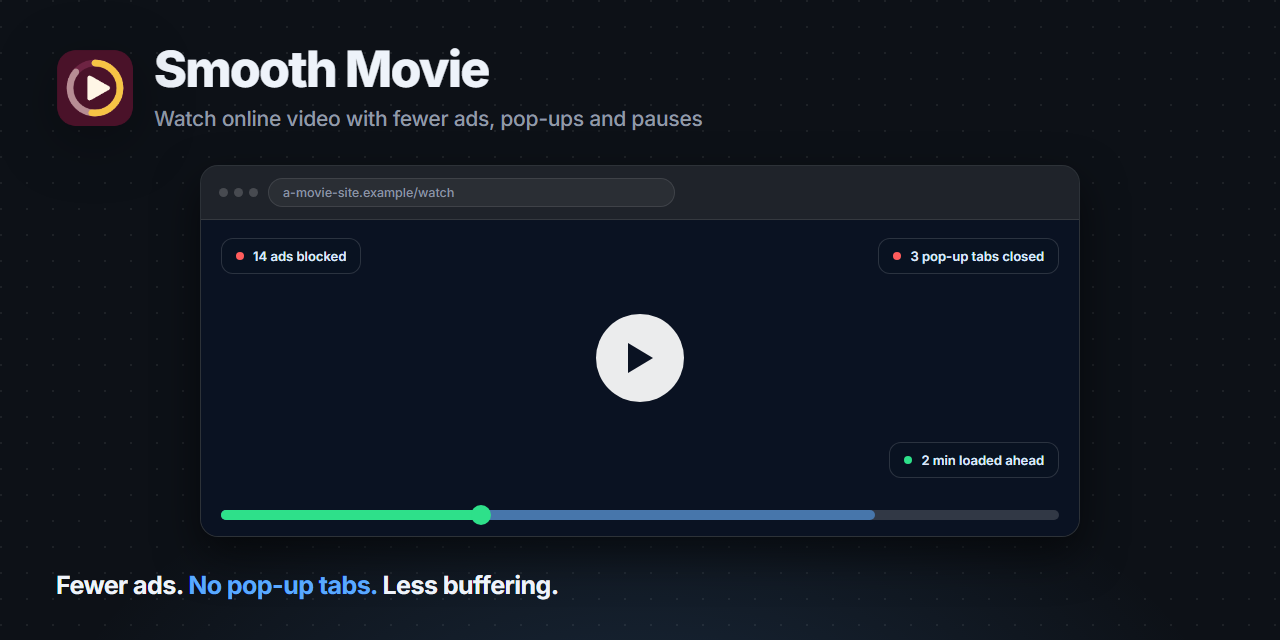 Smooth Movie
Watch online video with fewer ads, pop-ups and pauses
a-movie-site.example/watch
14 ads blocked
3 pop-up tabs closed
2 min loaded ahead
Fewer ads. No pop-up tabs. Less buffering.